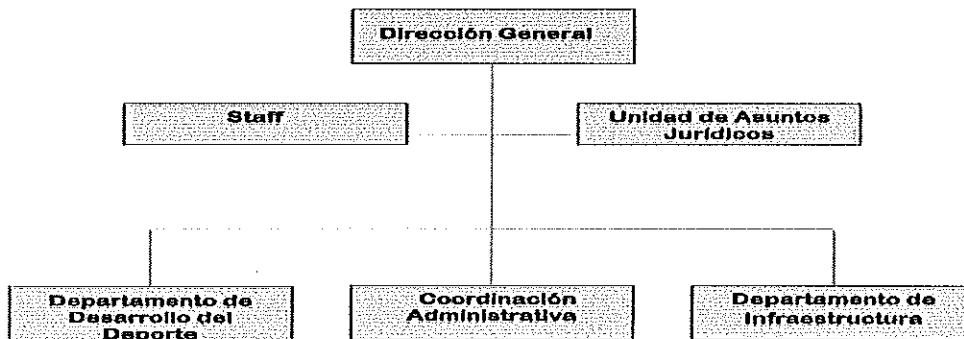 Dirección General
Staff
Unidad de Asuntos
Jurídicos
Departamento de
Desarrollo del
Deporte
Coordinación
Administrativa
Departamento de
Infraestructura